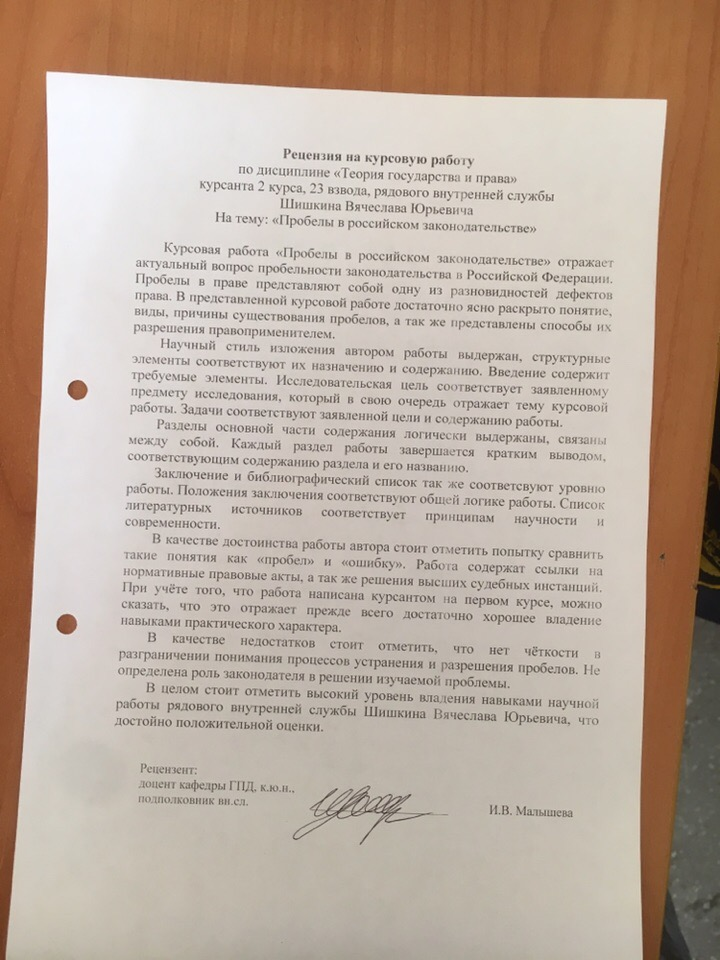 Рецензия на курсовую работу
по дисциплине «Теория государства и права»
курсанта 2 курса, 23 взвода, рядового внутренней службы
Шишкина Вячеслава Юрьевича
На тему: «Пробелы в российском законодательстве»
Курсовая работа «Пробелы в российском законодательстве» отражает
актуальный вопрос пробельности законодательства в Российской Федерации.
Пробелы в праве представляют собой одну из разновидностей дефектов
права. В представленной курсовой работе достаточно ясно раскрыто понятие,
виды, причины существования пробелов, а так же представлены способы их
разрешения правоприменителем.
Научный стиль изложения автором работы выдержан, структурные
элементы соответствуют их назначению и содержанию. Введение содержит
требуемые элементы. Исследовательская цель соответствует заявленному
предмету исследования, который в свою очередь отражает тему курсовой
работы. Задачи соответствуют заявленной цели и содержанию работы.
Разделы основной части содержания логически выдержаны, связаны
между собой. Каждый раздел работы завершается кратким выводом,
соответствующим содержанию раздела и его названию.
Заключение и библиографический список так же соответсвуют уровню
работы. Положения заключения соответствуют общей логике работы. Список
литературных источников соответствует принципам научности и
современности.
В качестве достоинства работы автора стоит отметить попытку сравнить
такие понятия как «пробел» и «ошибку». Работа содержат ссылки на
нормативные правовые акты, а так же решения высших судебных инстанций.
При учёте того, что работа написана курсантом на первом курсе, можно
сказать, что это отражает прежде всего достаточно хорошее владение
навыками практического характера.
В качестве недостатков стоит отметить, что нет чёткости в
разграничении понимания процессов устранения и разрешения пробелов. Не
определена роль законодателя в решении изучаемой проблемы.
В целом стоит отметить высокий уровень владения навыками научной
работы рядового внутренней службы Шишкина Вячеслава Юрьевича, что
достойно положительной оценки.
Рецензент:
доцент кафедры ГПД, к.ю.н.,
подполковник вн.сл.
И.В. Малышева